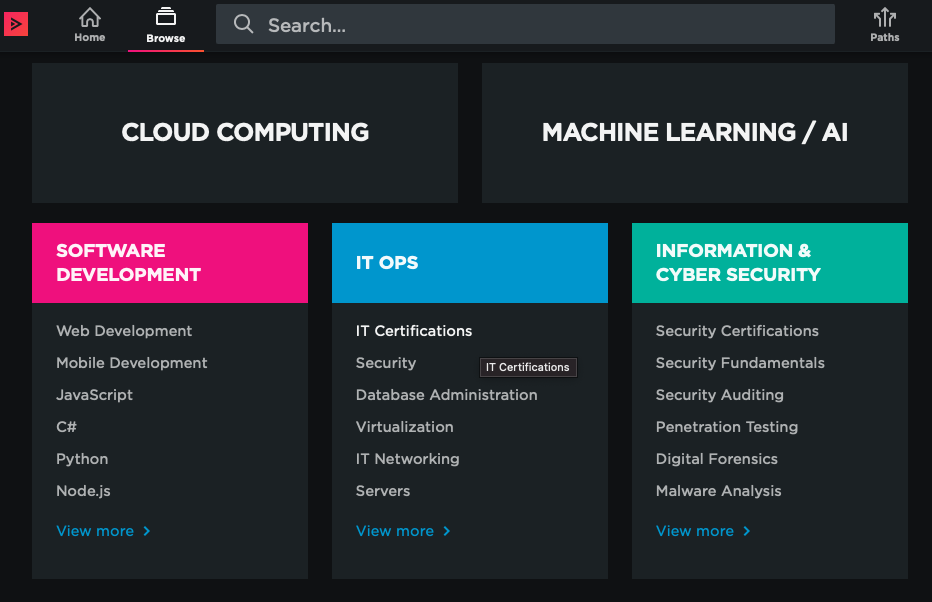 Home
Browse
Search...
Paths
CLOUD COMPUTING
MACHINE LEARNING / AI
SOFTWARE
DEVELOPMENT
Web Development
Mobile Development
JavaScript
C#
Python
Node.js
View more
IT OPS
IT Certifications
Security
IT Certifications
Database Administration
Virtualization
IT Networking
Servers
View more
INFORMATION &
CYBER SECURITY
Security Certifications
Security Fundamentals
Security Auditing
Penetration Testing
Digital Forensics
Malware Analysis
View more